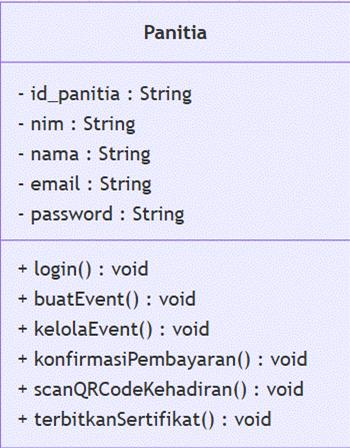 Panitia
- id_panitia : String
- nim : String
- nama : String
- email : String
- password : String
+ login() : void
+ buatEvent() : void
+ kelolaEvent() : void
+ konfirmasiPembayaran() : void
+ scanQRCodeKehadiran() : void
+ terbitkanSertifikat() : void